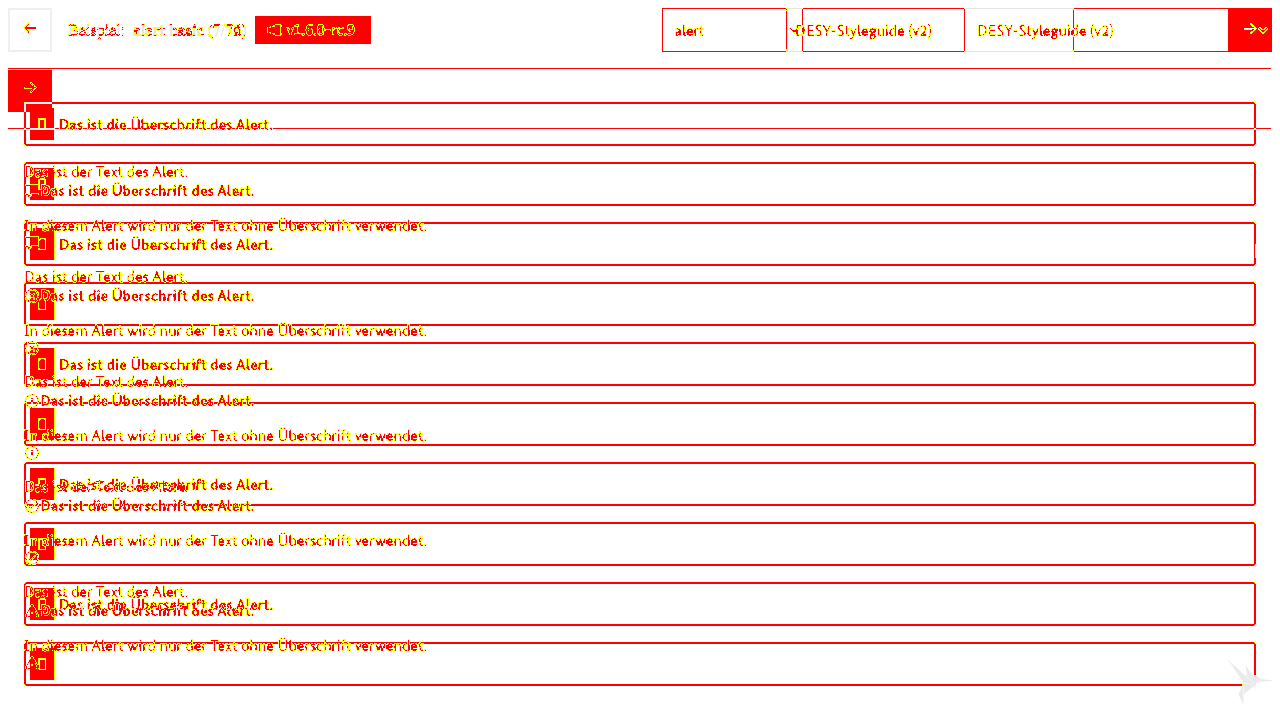 Beispiel: alert basic v1.6.0-rc.9 alert DESY-Styleguide (v2) DESY-Styleguide (v2)
Das ist die Überschrift des Alert.
Das ist der Text des Alert.
Das ist die Überschrift des Alert.
In diesem Alert wird nur der Text ohne Überschrift verwendet.
Das ist die Überschrift des Alert.
Das ist der Text des Alert.
Das ist die Überschrift des Alert.
In diesem Alert wird nur der Text ohne Überschrift verwendet.
Das ist die Überschrift des Alert.
Das ist der Text des Alert.
Das ist die Überschrift des Alert.
In diesem Alert wird nur der Text ohne Überschrift verwendet.
Das ist die Überschrift des Alert.
Das ist der Text des Alert.
Das ist die Überschrift des Alert.
In diesem Alert wird nur der Text ohne Überschrift verwendet.
Das ist der Text des Alert.
Das ist die Überschrift des Alert.
Das ist die Überschrift des Alert.
In diesem Alert wird nur der Text ohne Überschrift verwendet.